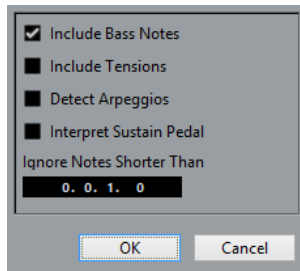 Include Bass Notes
Include Tensions
Detect Arpeggios
Interpret Sustain Pedal
Ignore Notes Shorter Than
0. 0. 1. 0
OK Cancel